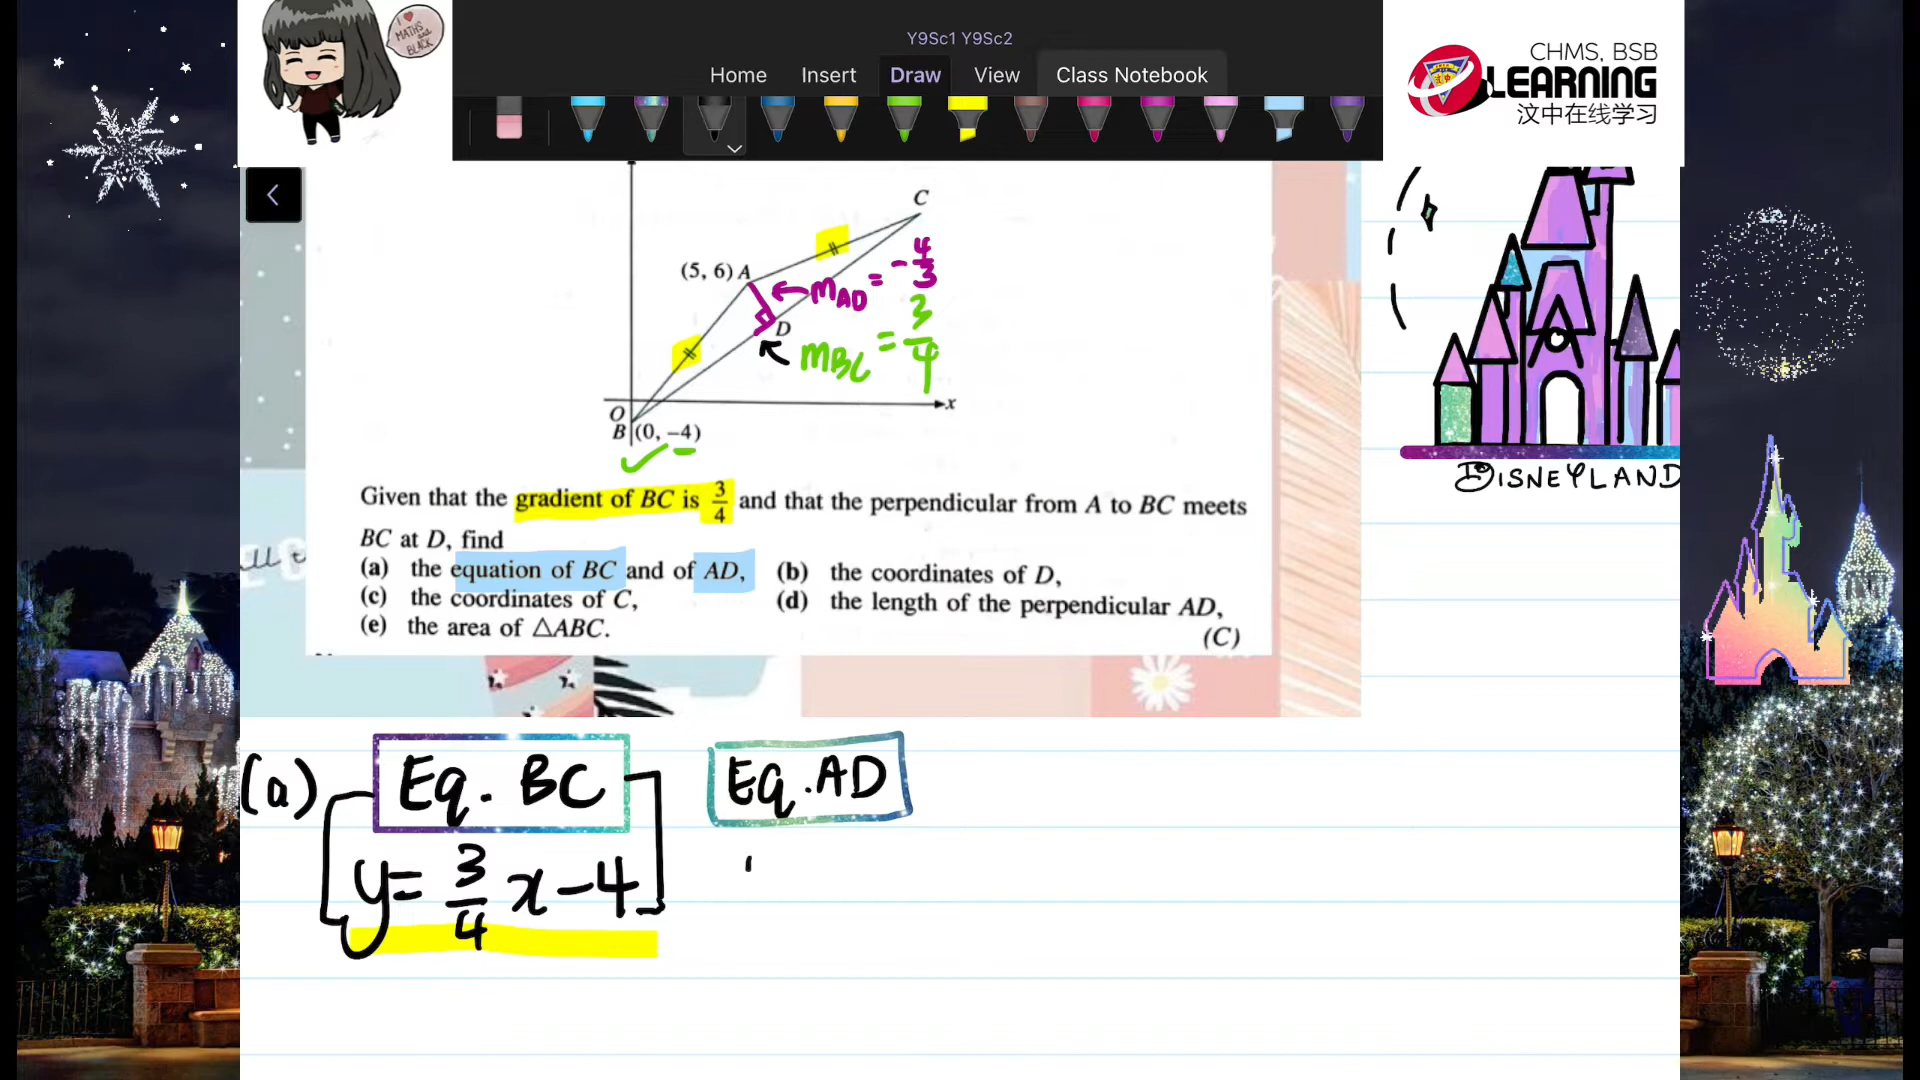 I ♥ MATHS and BLACK
Y9Sc1 Y9Sc2
Home Insert Draw View Class Notebook
CHMS, BSB
LEARNING
汶中在线学习
C
(5, 6) A
m_AD = -4/3
D
m_BC = 3/4
O
x
B (0, -4)
DISNEYLAND
Given that the gradient of BC is 3/4 and that the perpendicular from A to BC meets
BC at D, find
(a) the equation of BC and of AD, (b) the coordinates of D,
(c) the coordinates of C, (d) the length of the perpendicular AD,
(e) the area of △ABC.
(C)
(a) Eq. BC Eq. AD
y = 3/4 x - 4